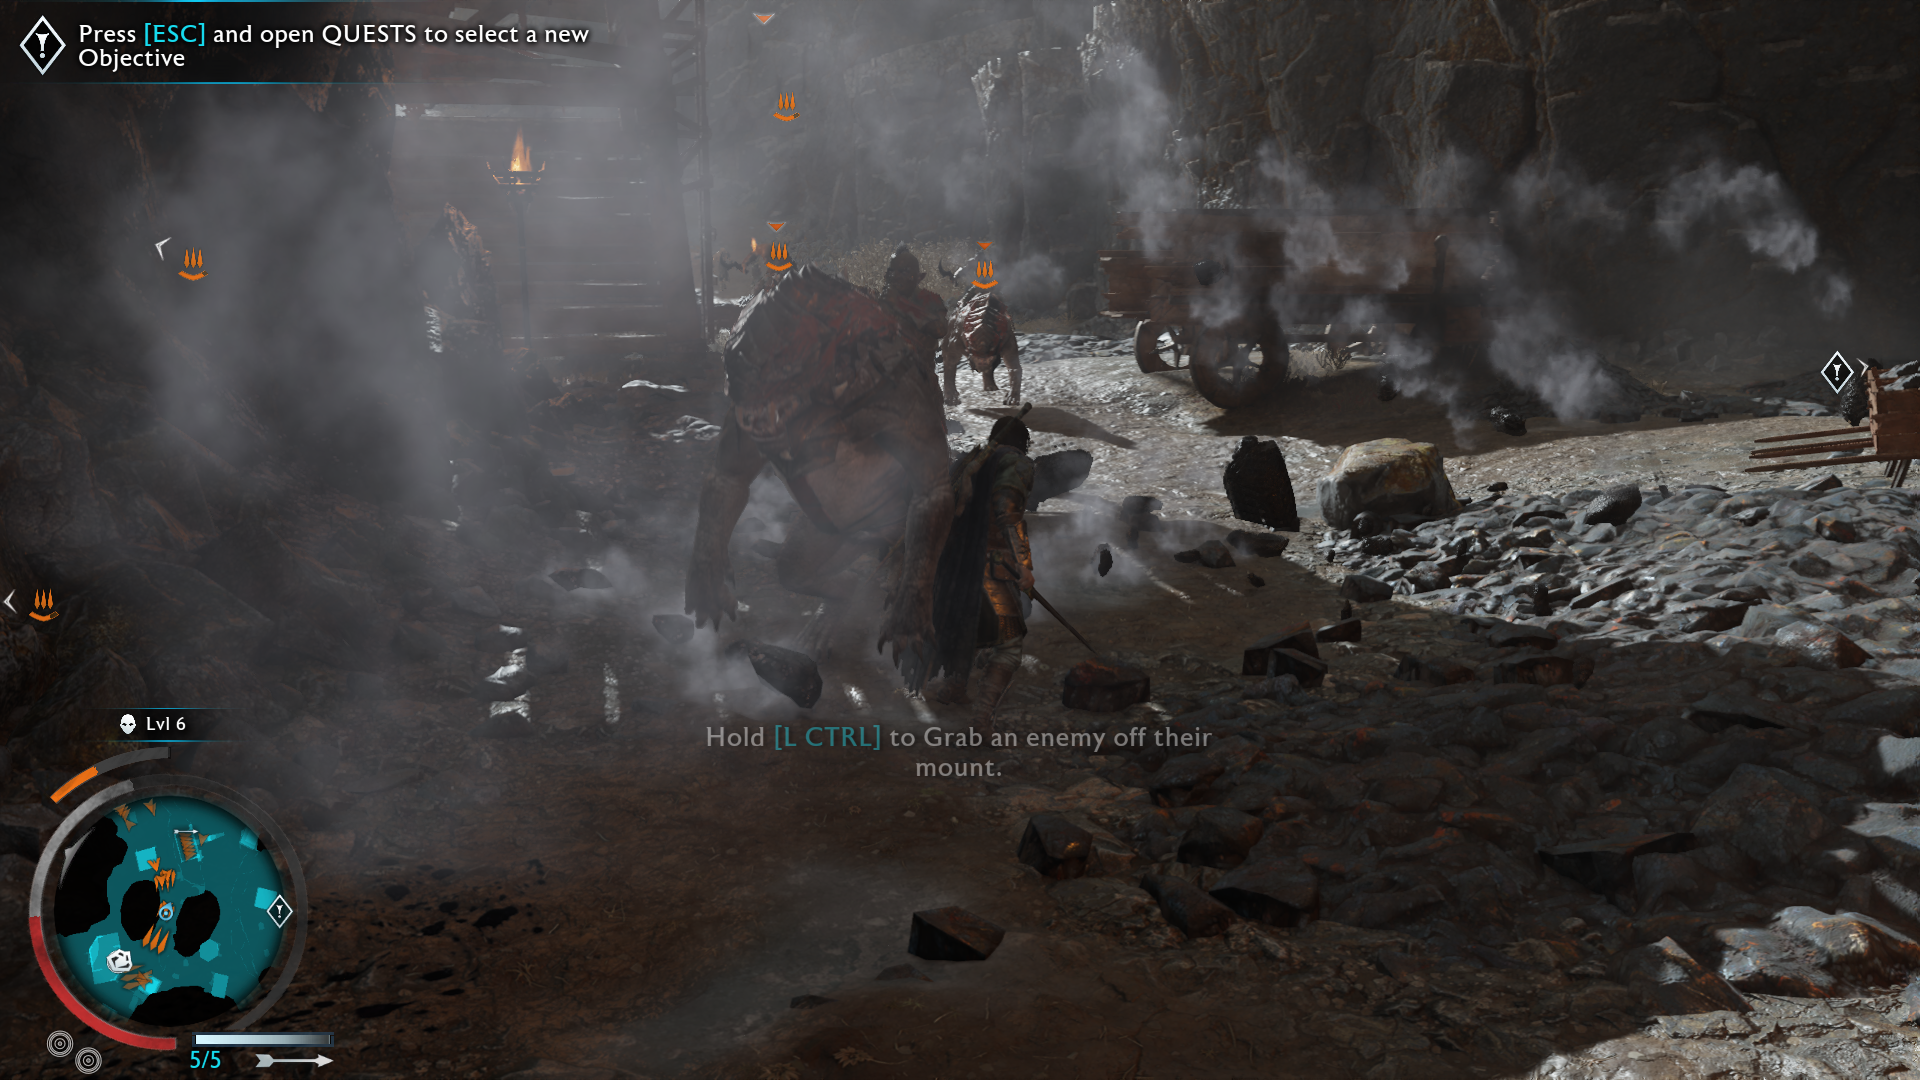 Press [ESC] and open QUESTS to select a new
Objective
Hold [L CTRL] to Grab an enemy off their
mount.
Lvl 6
5/5